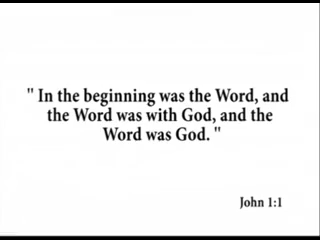 " In the beginning was the Word, and
the Word was with God, and the
Word was God. "
John 1:1